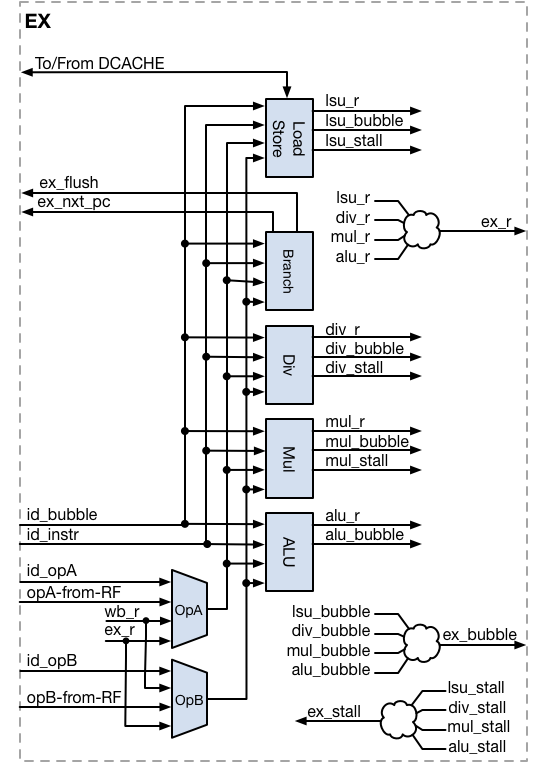 EX
To/From DCACHE
lsu_r
lsu_bubble
lsu_stall
Load
Store
ex_flush
ex_nxt_pc
lsu_r
div_r
mul_r
alu_r
ex_r
Branch
div_r
div_bubble
div_stall
Div
mul_r
mul_bubble
mul_stall
Mul
id_bubble
id_instr
alu_r
alu_bubble
ALU
id_opA
opA-from-RF
wb_r
ex_r
OpA
id_opB
opB-from-RF
OpB
lsu_bubble
div_bubble
mul_bubble
alu_bubble
ex_bubble
ex_stall
lsu_stall
div_stall
mul_stall
alu_stall